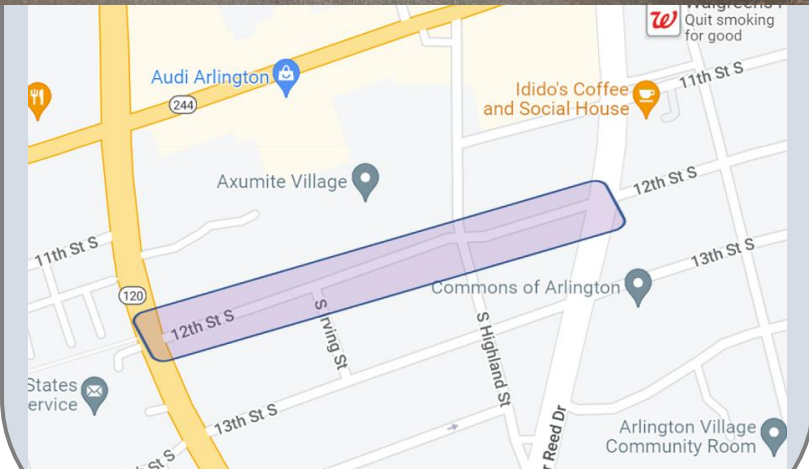 W
Quit smoking
for good
Audi Arlington
244
Idido's Coffee
and Social House
11th St S
Axumite Village
12th St S
11th St S
13th St S
120
Commons of Arlington
12th St S
S Irving St
S Highland St
States
ervice
13th St S
Arlington Village
Community Room
r Reed Dr
St S